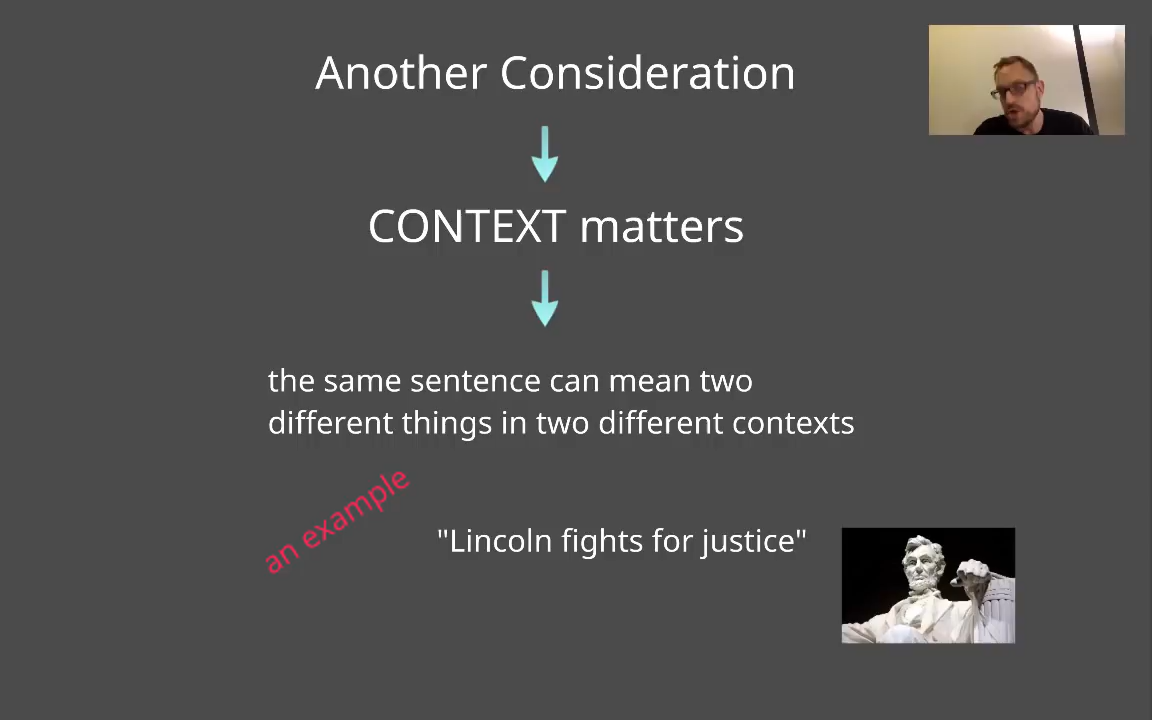 Another Consideration
CONTEXT matters
the same sentence can mean two
different things in two different contexts
an example
"Lincoln fights for justice"